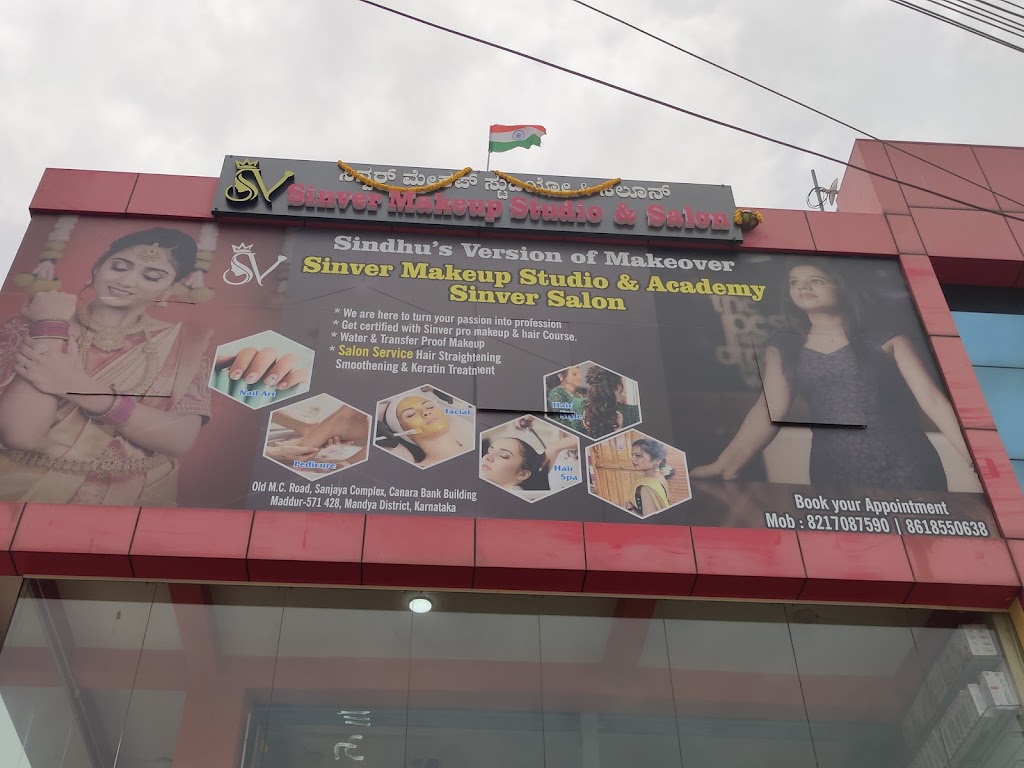 ಸಿನ್ವರ್ ಮೇಕಪ್ ಸ್ಟುಡಿಯೋ & ಸಲೂನ್
SV Sinver Makeup Studio & Salon
SV
Sindhu's Version of Makeover
Sinver Makeup Studio & Academy
Sinver Salon
* We are here to turn your passion into profession
* Get certified with Sinver pro makeup & hair Course.
* Water & Transfer Proof Makeup
* Salon Service Hair Straightening
Smoothening & Keratin Treatment
Nail Art
Pedicure
Facial
Hair
Hair
Spa
Old M.C. Road, Sanjaya Complex, Canara Bank Building
Maddur-571 428, Mandya District, Karnataka
Book your Appointment
Mob : 8217087590 | 8618550638